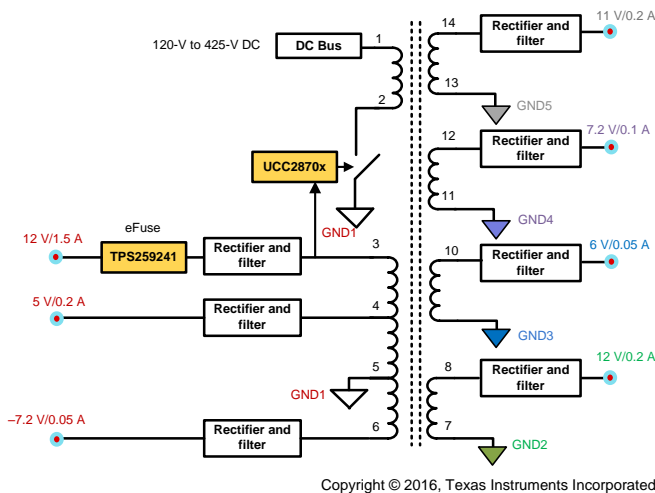 120-V to 425-V DC
DC Bus
1
2
UCC2870x
GND1
eFuse
12 V/1.5 A
TPS259241
Rectifier and
filter
3
5 V/0.2 A
Rectifier and
filter
4
5
GND1
–7.2 V/0.05 A
Rectifier and
filter
6
14
Rectifier and
filter
11 V/0.2 A
13
GND5
12
Rectifier and
filter
7.2 V/0.1 A
11
GND4
10
Rectifier and
filter
6 V/0.05 A
9
GND3
8
Rectifier and
filter
12 V/0.2 A
7
GND2
Copyright © 2016, Texas Instruments Incorporated